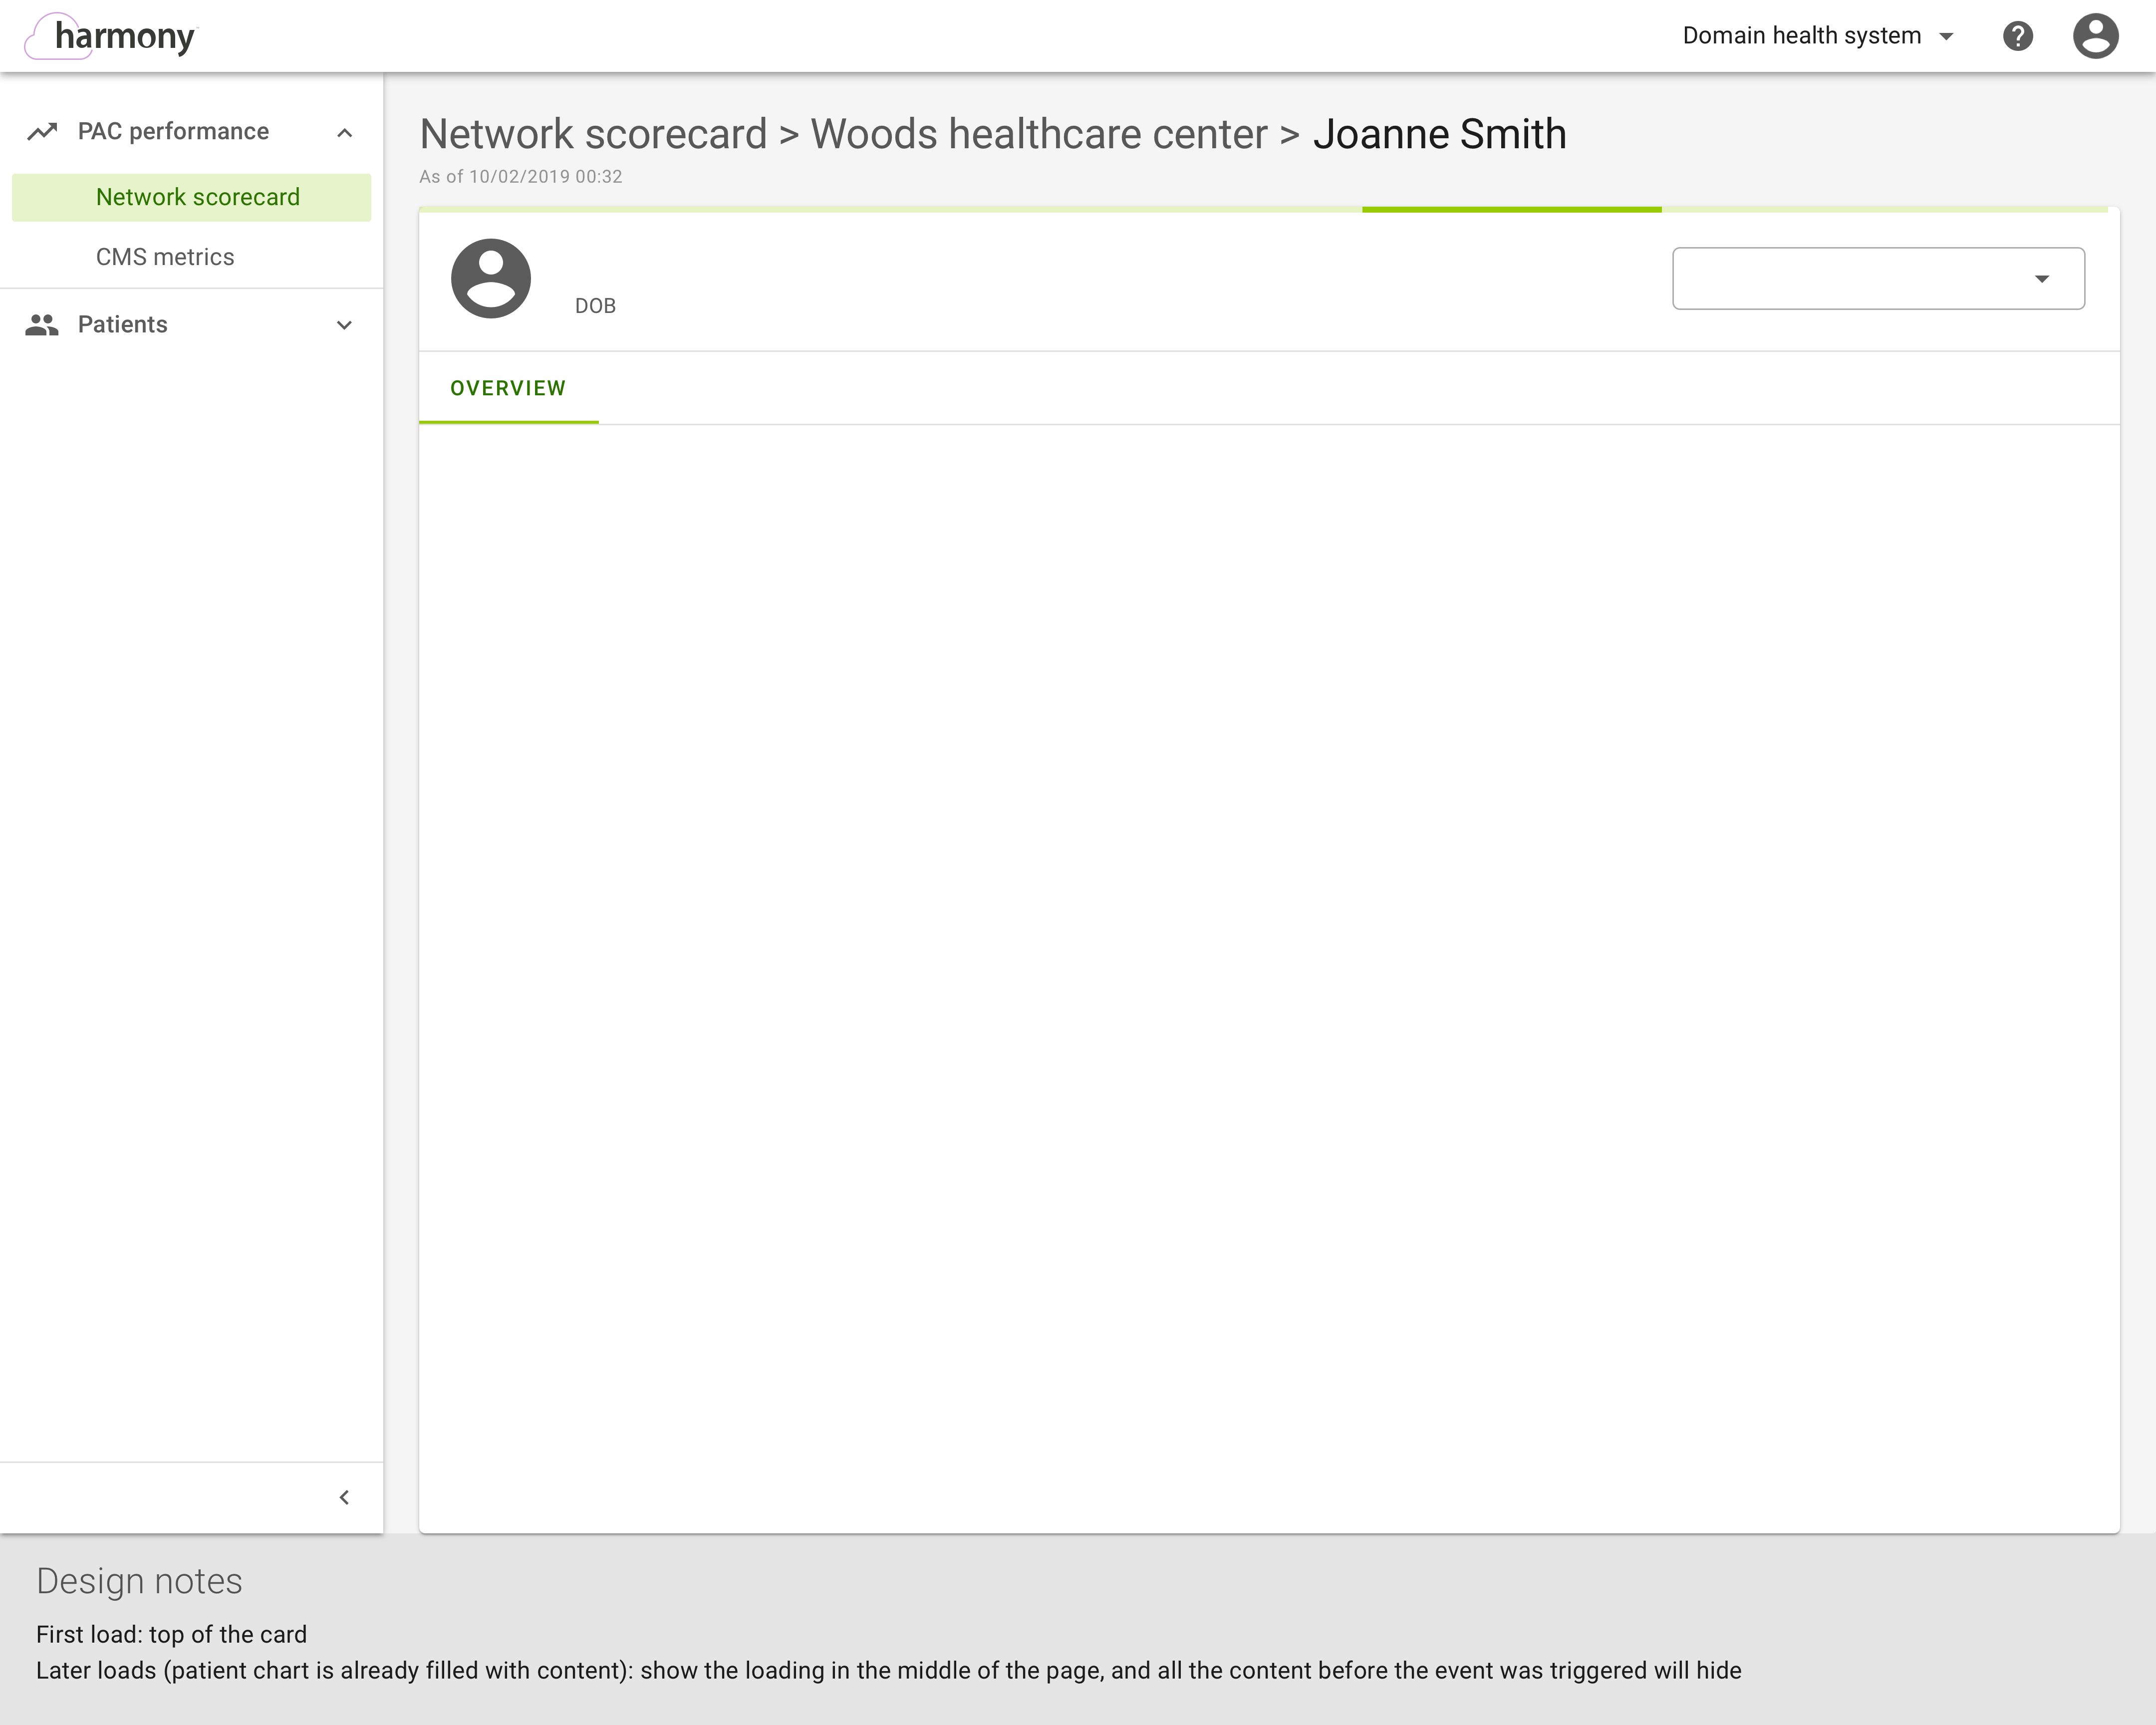 harmony
Domain health system
PAC performance
Network scorecard
CMS metrics
Patients
Network scorecard > Woods healthcare center > Joanne Smith
As of 10/02/2019 00:32
DOB
OVERVIEW
Design notes
First load: top of the card
Later loads (patient chart is already filled with content): show the loading in the middle of the page, and all the content before the event was triggered will hide